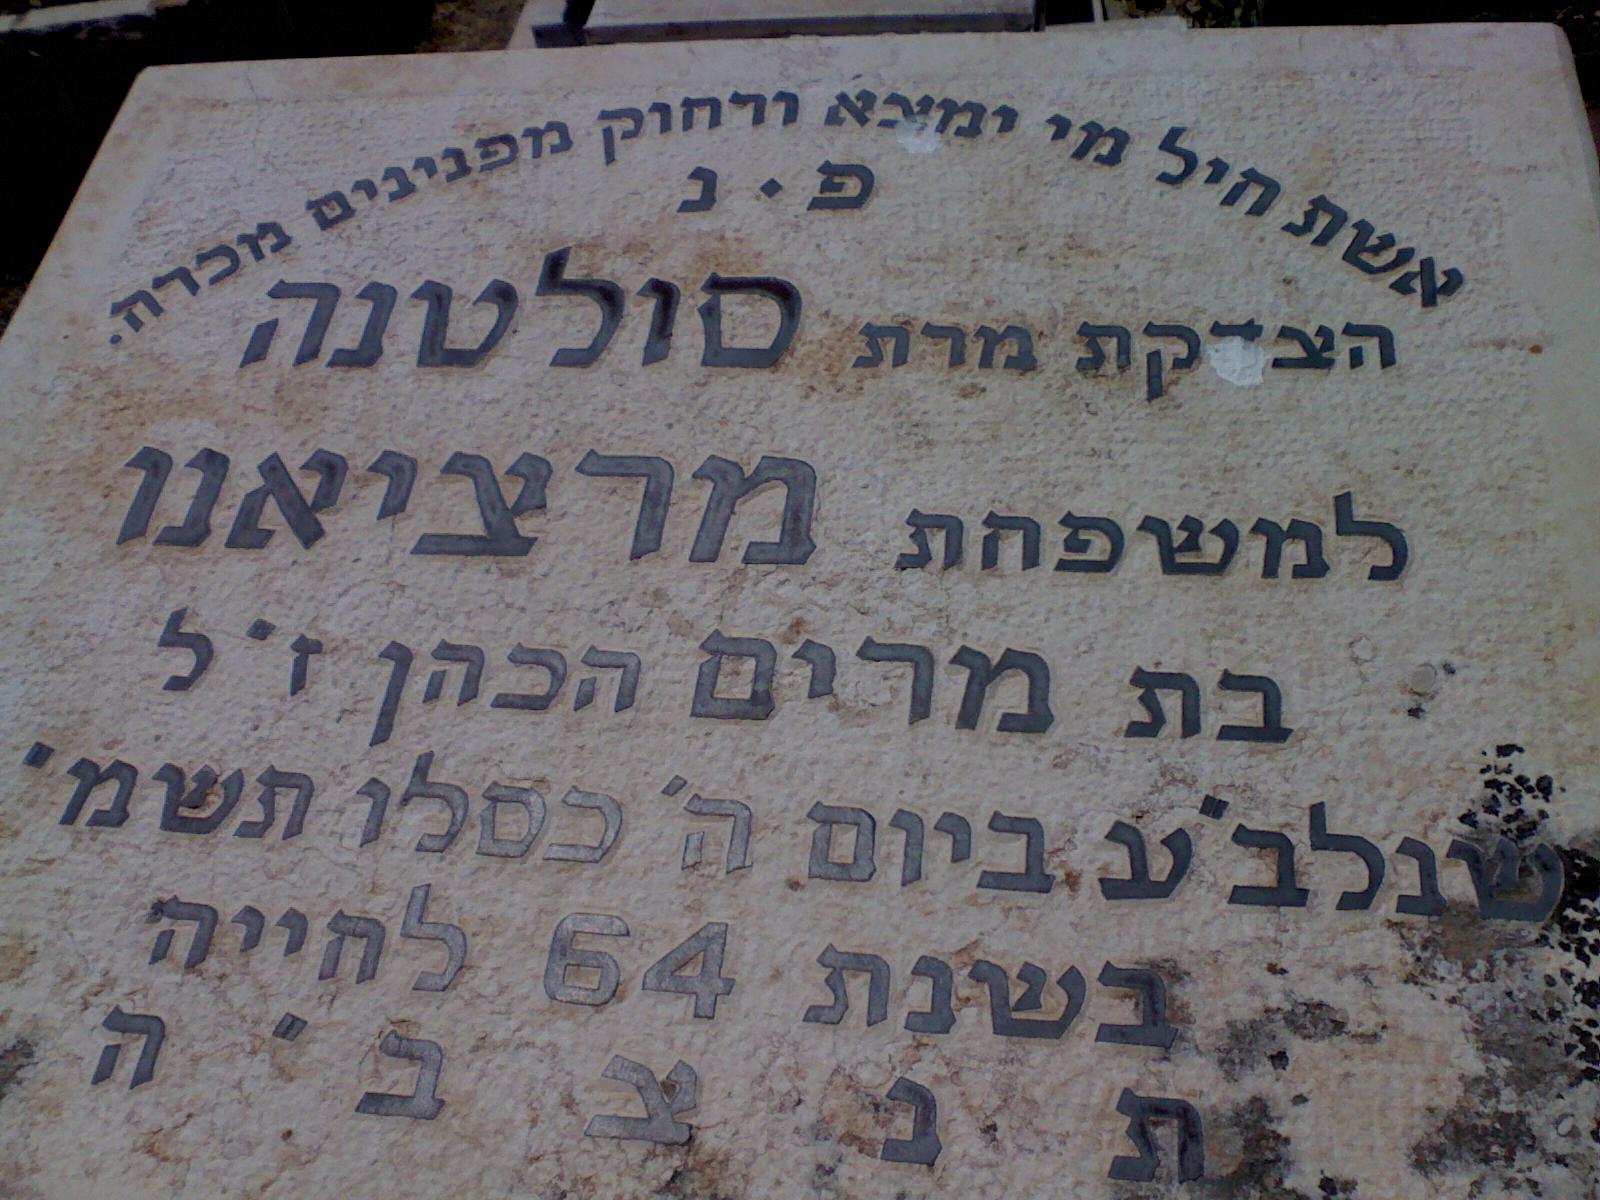 אשת חיל מי ימצא ורחוק מפנינים מכרה.
פ.נ
הצדקת מרת סולטנה
למשפחת מרציאנו
בת מרים הכהן ז'ל
שנלב"ע ביום ה' כסלו תשמ'
בשנת 64 לחייה
ת נ צ ב ' ה